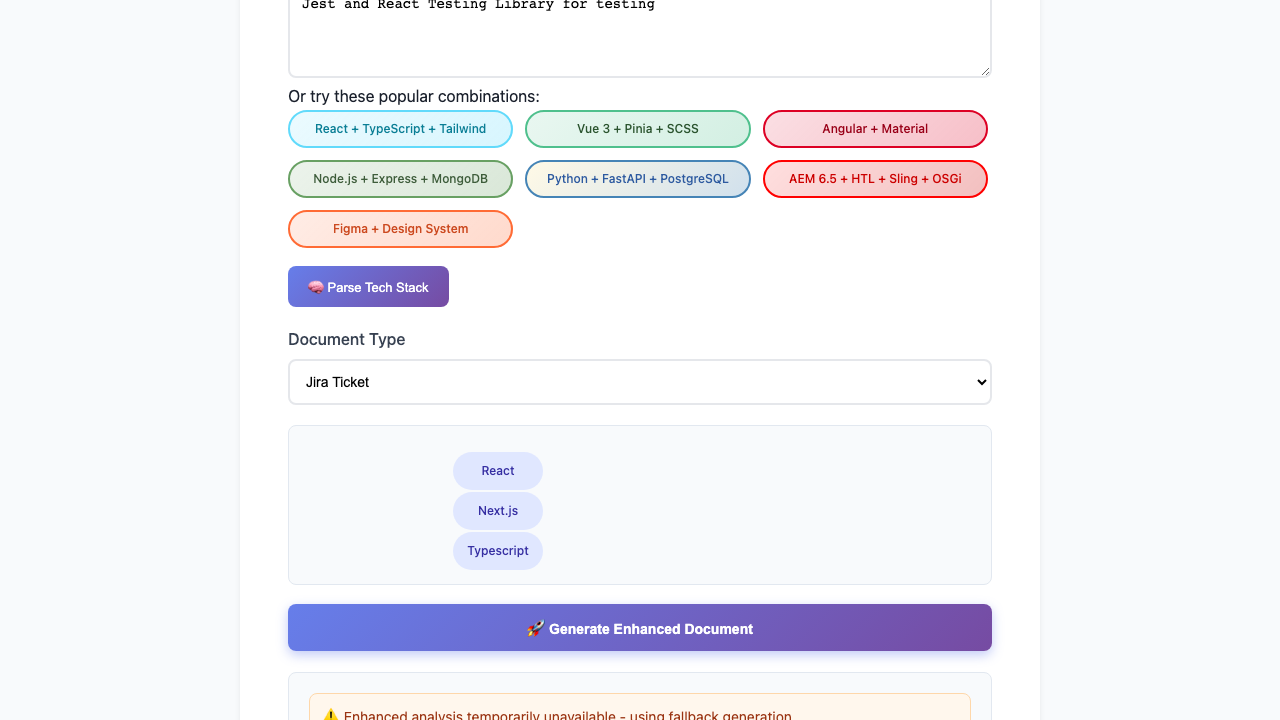 Jest and React Testing Library for testing
Or try these popular combinations:
React + TypeScript + Tailwind
Vue 3 + Pinia + SCSS
Angular + Material
Node.js + Express + MongoDB
Python + FastAPI + PostgreSQL
AEM 6.5 + HTL + Sling + OSGi
Figma + Design System
🧠 Parse Tech Stack
Document Type
Jira Ticket
React
Next.js
Typescript
🚀 Generate Enhanced Document
⚠️ Enhanced analysis temporarily unavailable - using fallback generation